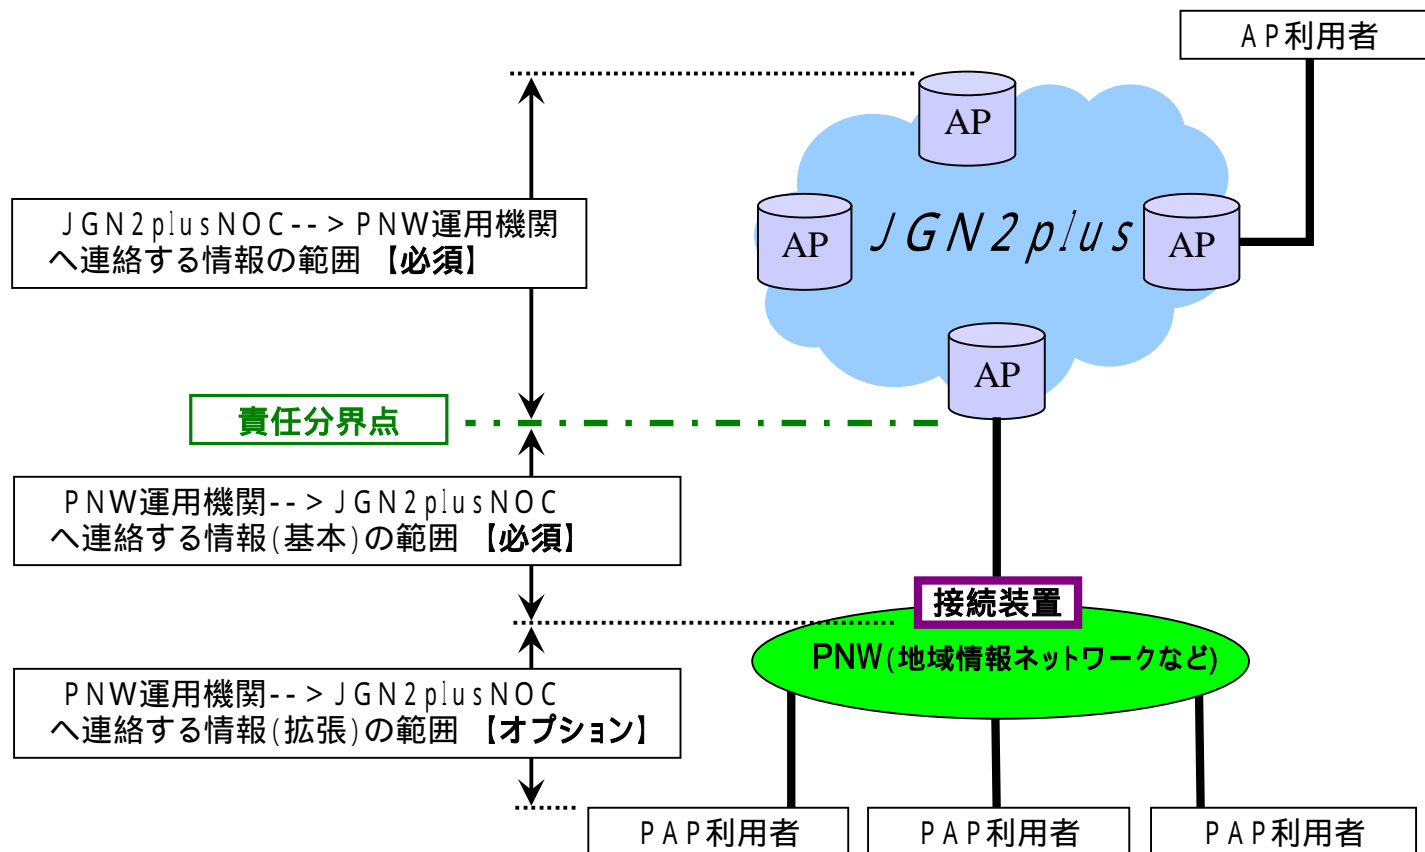 AP利用者
AP
JGN2plusNOC-->PNW運用機関
へ連絡する情報の範囲 【必須】
AP
JGN2plus
AP
AP
責任分界点
PNW運用機関-->JGN2plusNOC
へ連絡する情報(基本)の範囲 【必須】
接続装置
PNW(地域情報ネットワークなど)
PNW運用機関-->JGN2plusNOC
へ連絡する情報(拡張)の範囲 【オプション】
PAP利用者
PAP利用者
PAP利用者